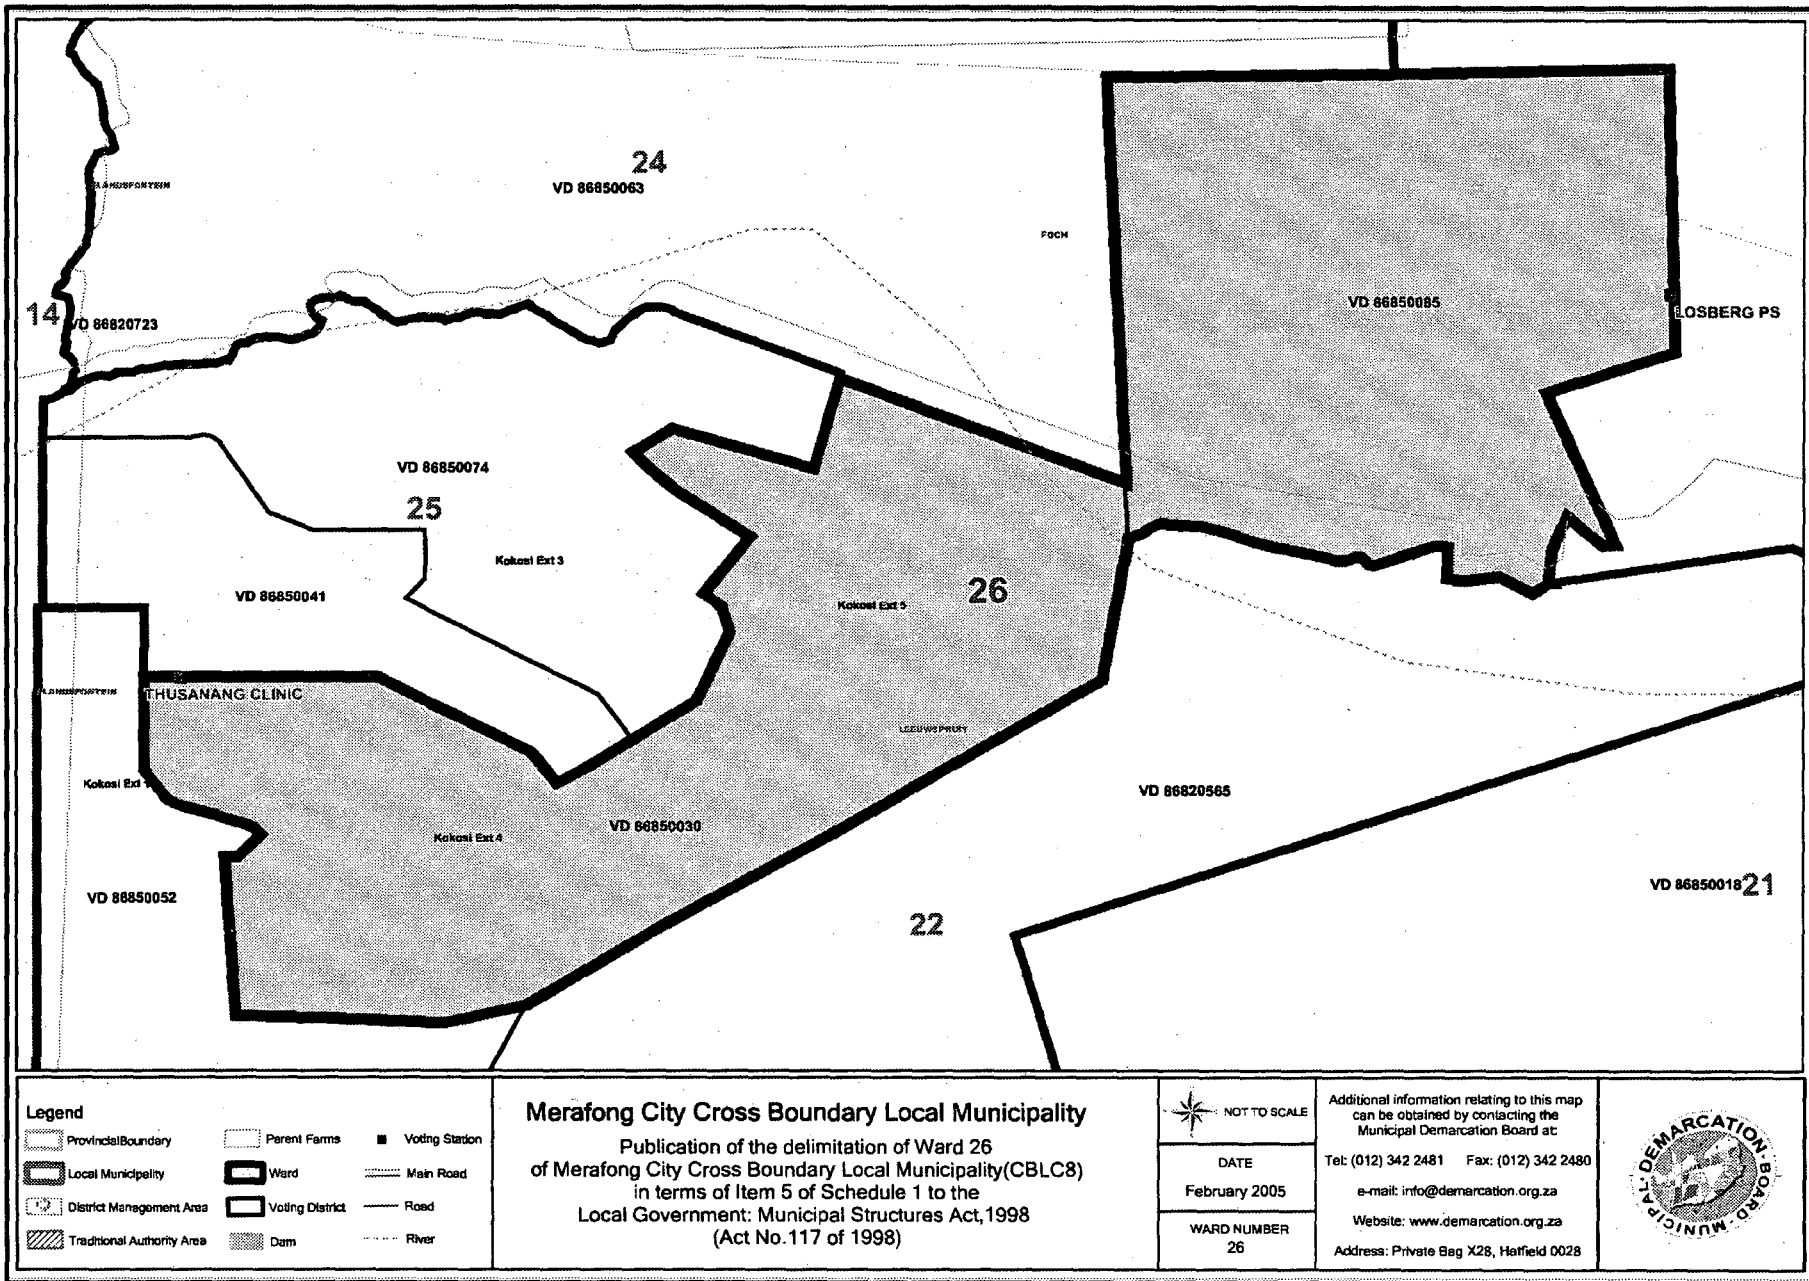 24
VD 86850063
FOCH
14
VD 86820723
VD 86850085
LOSBERG PS
VD 86850074
25
Kokosi Ext 3
VD 86850041
26
Kokosi Ext 5
THUSANANG CLINIC
LEEUWSPRUIT
Kokosi Ext
VD 86820565
Kokosi Ext 4
VD 86850030
VD 86850052
VD 86850018 21
22
Legend
Provincial Boundary
Local Municipality
District Management Area
Traditional Authority Area
Parent Farms
Ward
Voting District
Dam
Voting Station
Main Road
Road
River
Merafong City Cross Boundary Local Municipality
Publication of the delimitation of Ward 26
of Merafong City Cross Boundary Local Municipality(CBLC8)
in terms of Item 5 of Schedule 1 to the
Local Government: Municipal Structures Act,1998
(Act No.117 of 1998)
NOT TO SCALE
DATE
February 2005
WARD NUMBER
26
Additional information relating to this map
can be obtained by contacting the
Municipal Demarcation Board at:
Tel: (012) 342 2481 Fax: (012) 342 2480
e-mail: info@demarcation.org.za
Website: www.demarcation.org.za
Address: Private Bag X28, Hatfield 0028
MUNICIPAL DEMARCATION BOARD